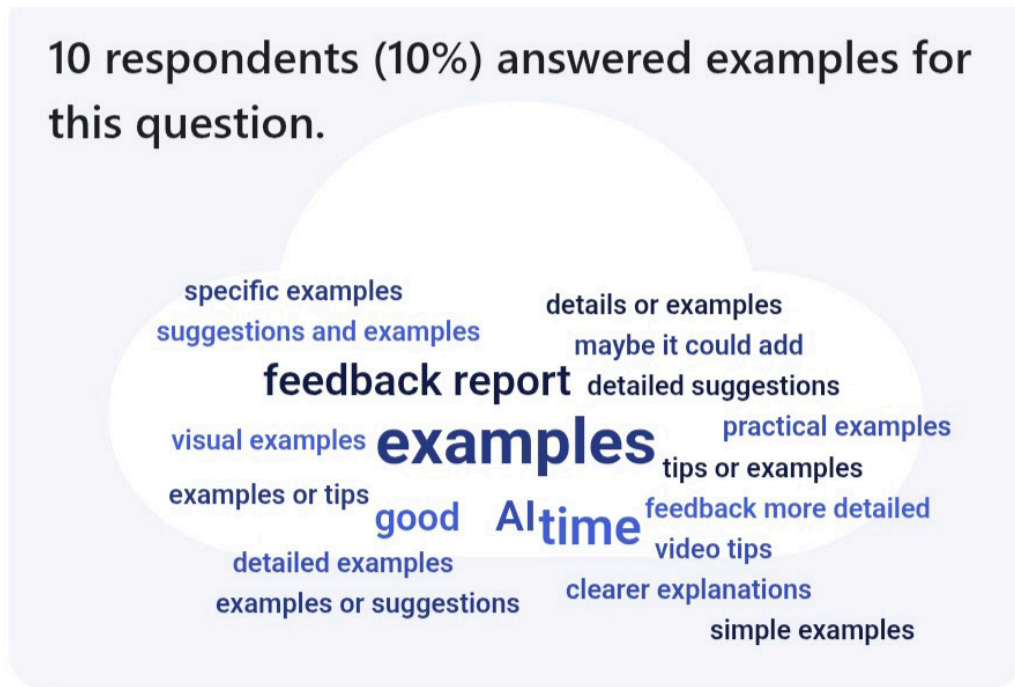 10 respondents (10%) answered examples for
this question.
specific examples
details or examples
suggestions and examples
maybe it could add
feedback report
detailed suggestions
practical examples
visual examples
examples
tips or examples
examples or tips
feedback more detailed
good
AI
time
video tips
detailed examples
clearer explanations
examples or suggestions
simple examples